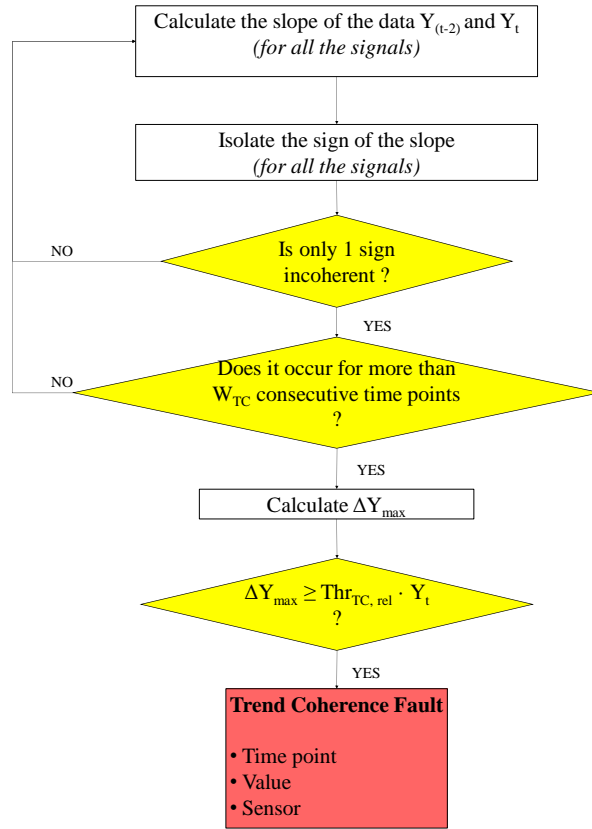 Calculate the slope of the data Y(t-2) and Yt
(for all the signals)
Isolate the sign of the slope
(for all the signals)
Is only 1 sign
incoherent ?
NO
YES
Does it occur for more than
WTC consecutive time points
?
NO
YES
Calculate ΔYmax
ΔYmax ≥ ThrTC, rel · Yt
?
YES
Trend Coherence Fault
• Time point
• Value
• Sensor